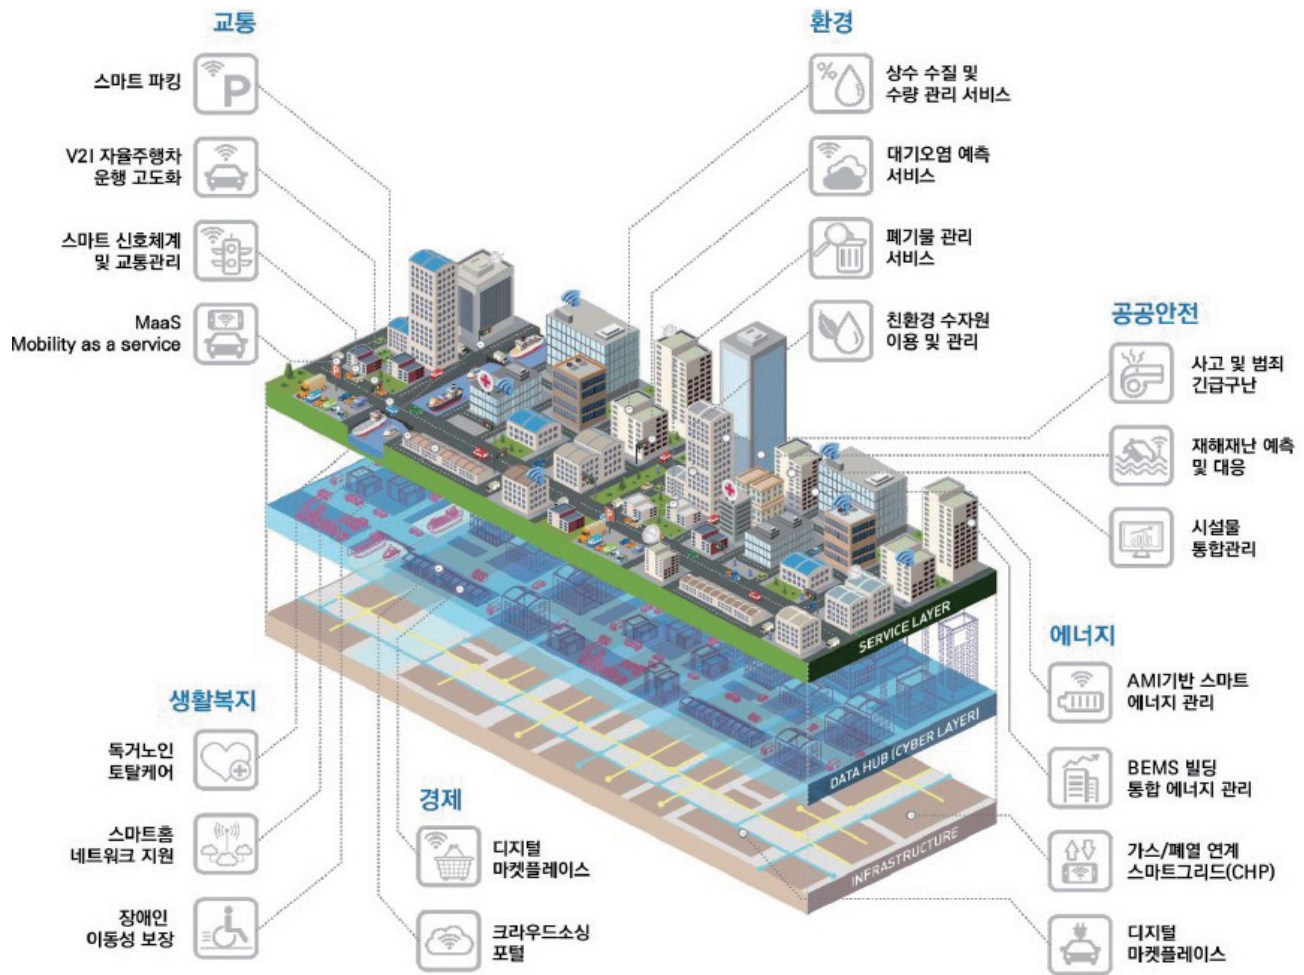 교통
스마트 파킹
V2I 자율주행차
운행 고도화
스마트 신호체계
및 교통관리
MaaS
Mobility as a service
환경
상수 수질 및
수량 관리 서비스
대기오염 예측
서비스
폐기물 관리
서비스
친환경 수자원
이용 및 관리
공공안전
사고 및 범죄
긴급구난
재해재난 예측
및 대응
시설물
통합관리
SERVICE LAYER
DATA HUB (CYBER LAYER)
INFRASTRUCTURE
에너지
AMI기반 스마트
에너지 관리
BEMS 빌딩
통합 에너지 관리
가스/폐열 연계
스마트그리드(CHP)
디지털
마켓플레이스
생활복지
독거노인
토탈케어
스마트홈
네트워크 지원
장애인
이동성 보장
경제
디지털
마켓플레이스
크라우드소싱
포털